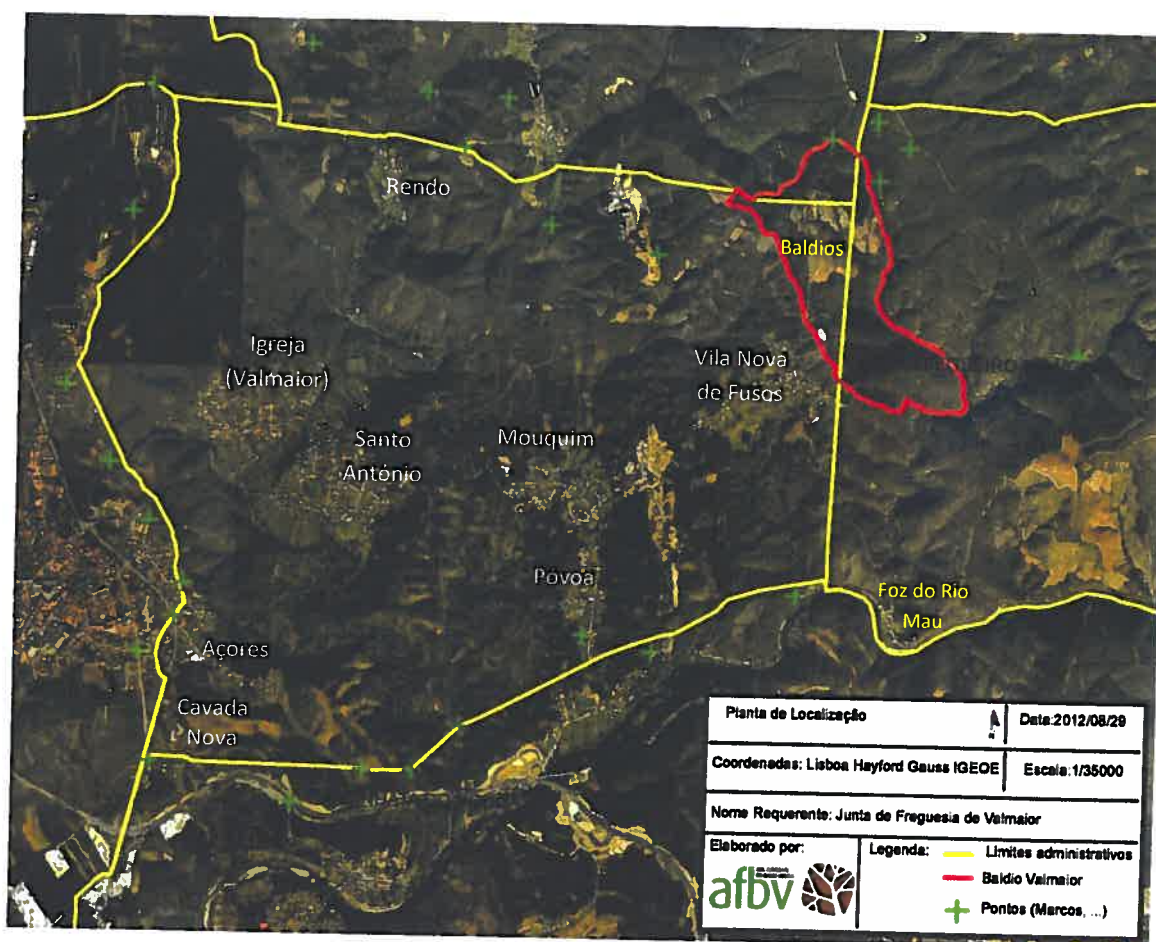 Rendo
Baldios
Igreja
(Valmaior)
Vila Nova
de Fusos
Santo
António
Mouquim
Póvoa
Foz do Rio
Mau
Açores
Cavada
Nova
Planta de Localização
Data:2012/08/29
Coordenadas: Lisboa Hayford Gauss IGEOE
Escala:1/35000
Nome Requerente: Junta de Freguesia de Valmaior
Elaborado por:
afbv
Legenda:
Limites administrativos
Baldio Valmaior
Pontos (Marcos, ...)